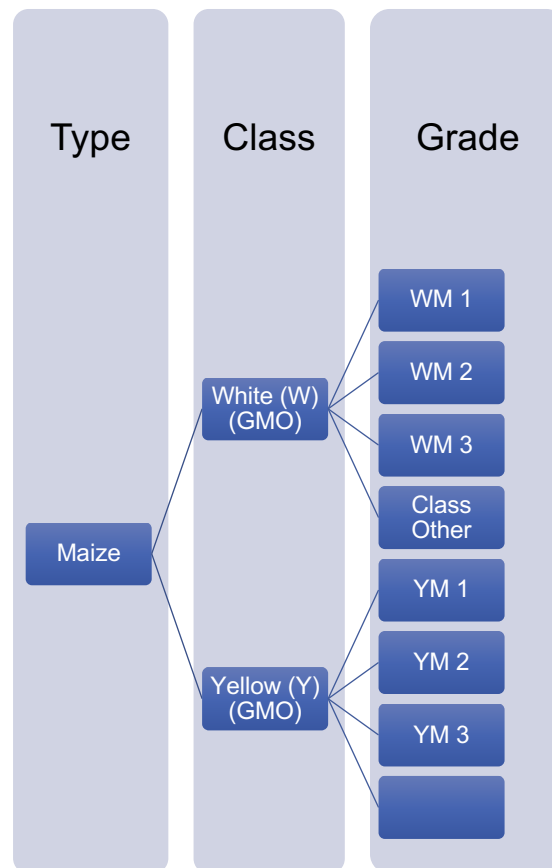 Type
Class
Grade
Maize
White (W)
(GMO)
WM 1
WM 2
WM 3
Class
Other
Yellow (Y)
(GMO)
YM 1
YM 2
YM 3